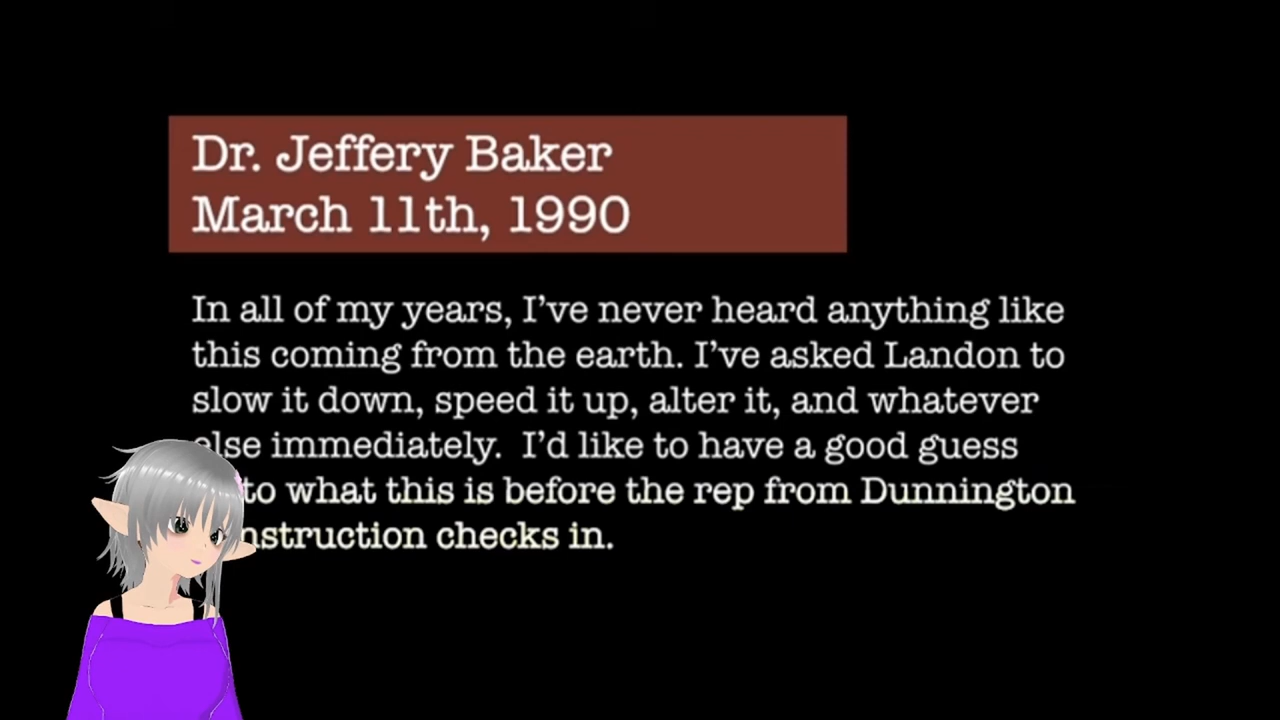 Dr. Jeffery Baker
March 11th, 1990
In all of my years, I've never heard anything like
this coming from the earth. I've asked Landon to
slow it down, speed it up, alter it, and whatever
else immediately.  I'd like to have a good guess
to what this is before the rep from Dunnington
checks in.